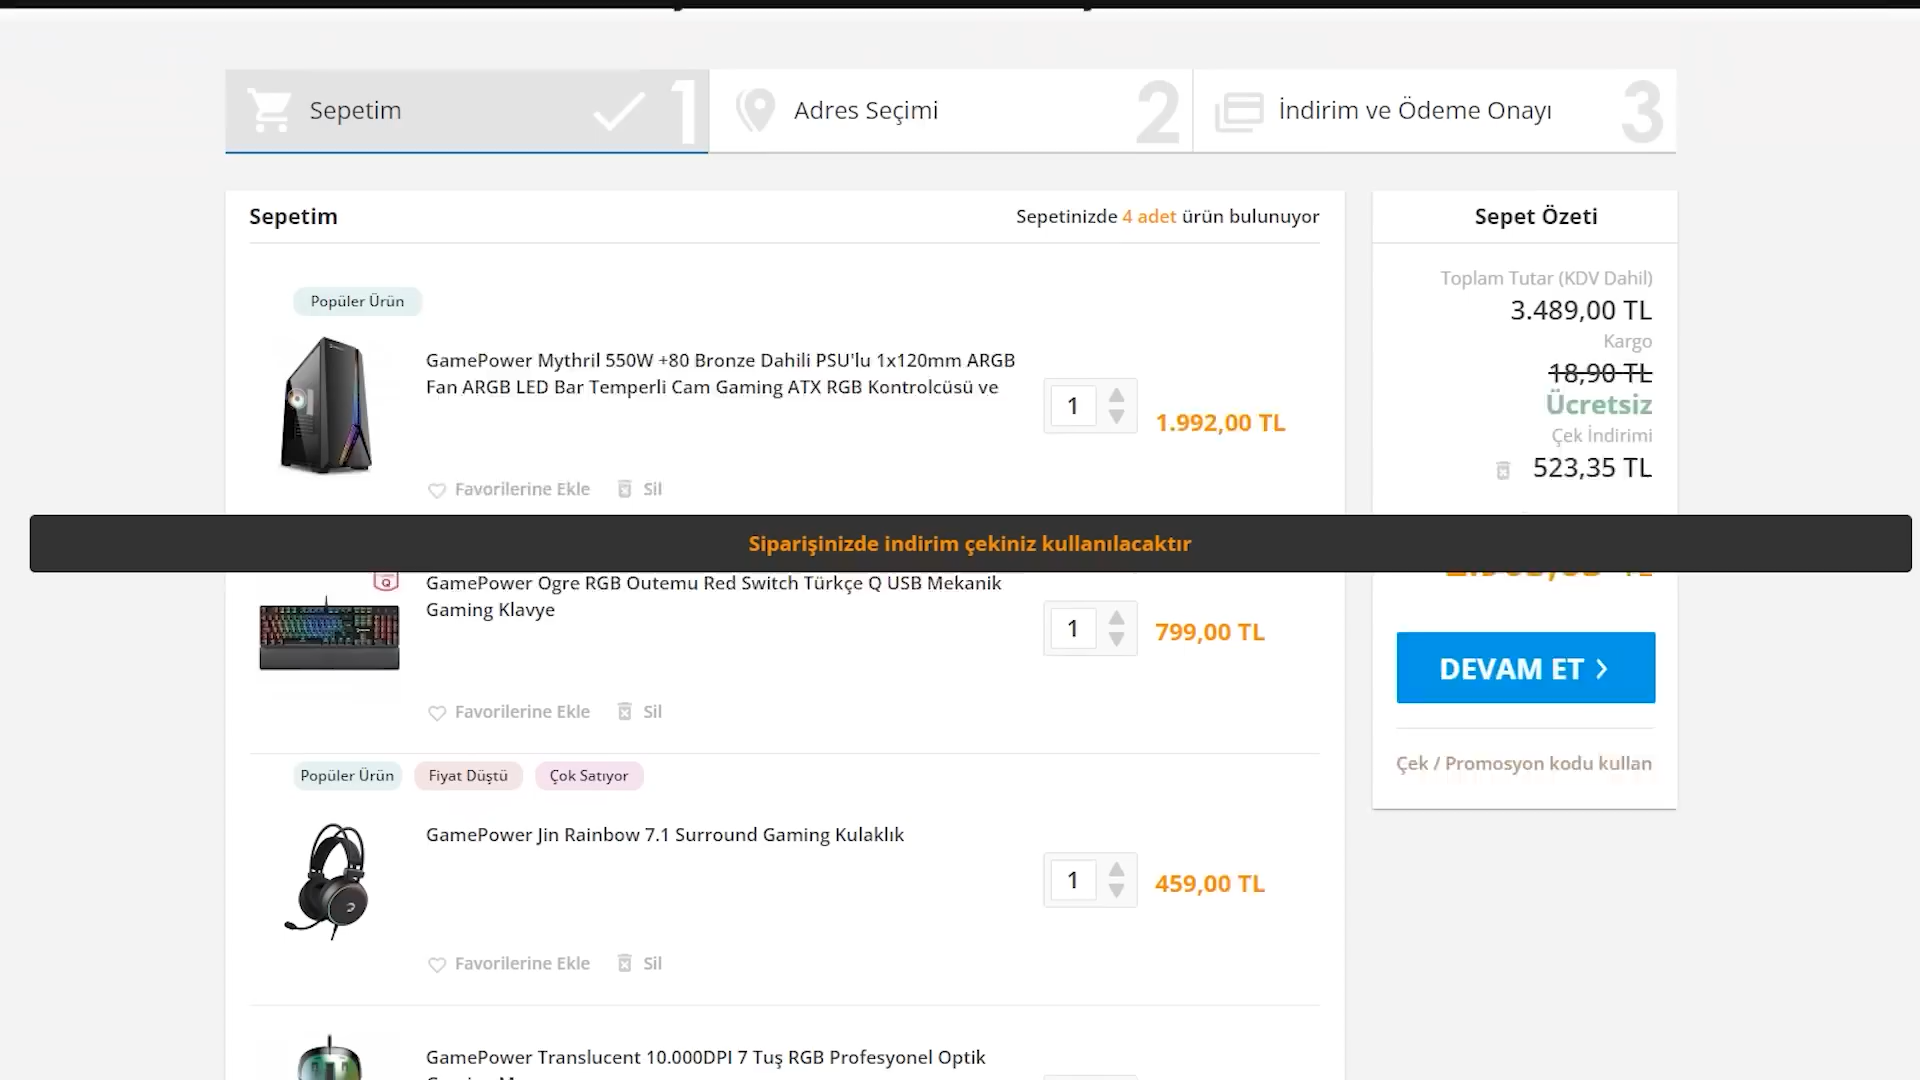 Sepetim 1
Adres Seçimi 2
İndirim ve Ödeme Onayı 3
Sepetim
Sepetinizde 4 adet ürün bulunuyor
Popüler Ürün
GamePower Mythril 550W +80 Bronze Dahili PSU'lu 1x120mm ARGB
Fan ARGB LED Bar Temperli Cam Gaming ATX RGB Kontrolcüsü ve
1
1.992,00 TL
Favorilerine Ekle
Sil
Sepet Özeti
Toplam Tutar (KDV Dahil)
3.489,00 TL
Kargo
18,90 TL
Ücretsiz
Çek İndirimi
523,35 TL
Siparişinizde indirim çekiniz kullanılacaktır
Q
GamePower Ogre RGB Outemu Red Switch Türkçe Q USB Mekanik
Gaming Klavye
1
799,00 TL
Favorilerine Ekle
Sil
DEVAM ET
Çek / Promosyon kodu kullan
Popüler Ürün
Fiyat Düştü
Çok Satıyor
GamePower Jin Rainbow 7.1 Surround Gaming Kulaklık
1
459,00 TL
Favorilerine Ekle
Sil
GamePower Translucent 10.000DPI 7 Tuş RGB Profesyonel Optik